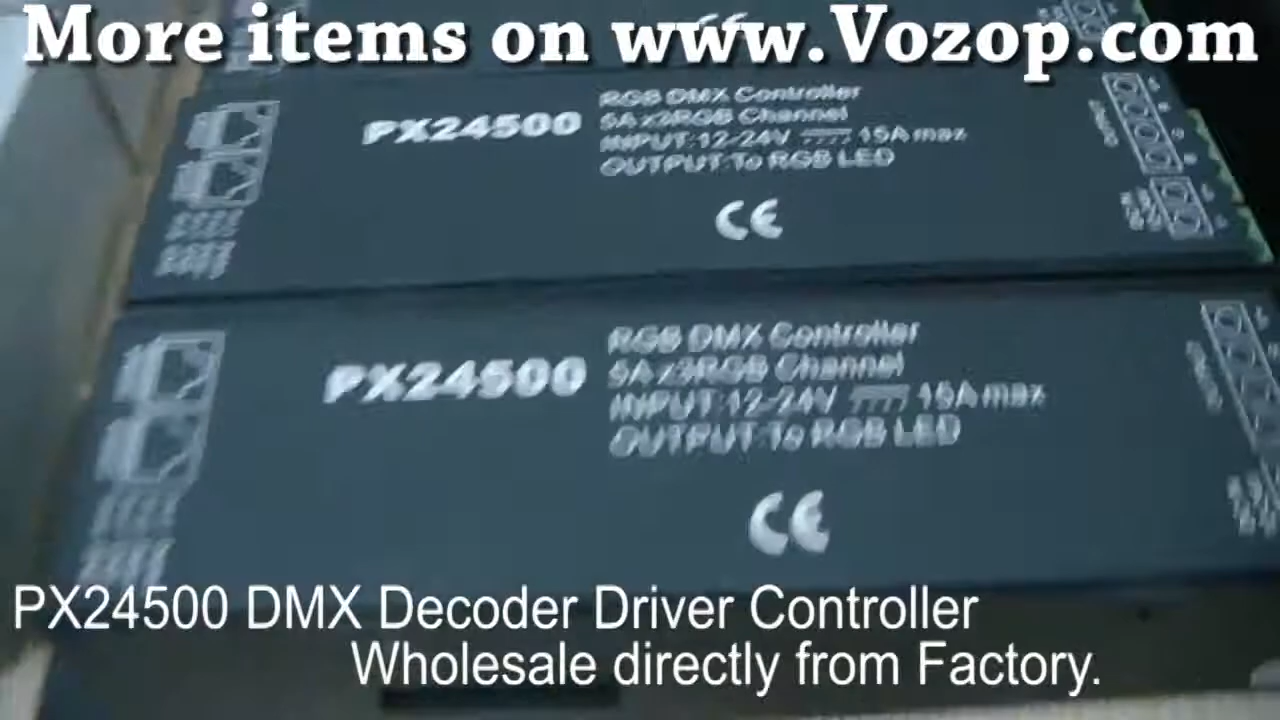 More items on www.Vozop.com
CE
PX24500
RGB DMX Controller
5A x3RGB Channel
INPUT:12-24V 15A max
OUTPUT:To RGB LED
CE
PX24500
RGB DMX Controller
5A x3RGB Channel
INPUT:12-24V 15A max
OUTPUT:To RGB LED
CE
PX24500 DMX Decoder Driver Controller
Wholesale directly from Factory.